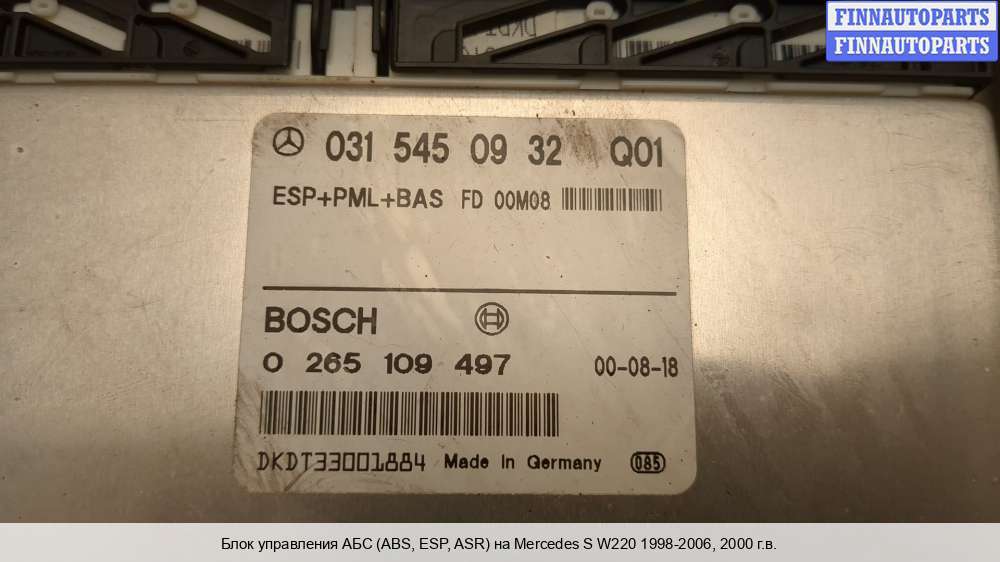 FINNAUTOPARTS
FINNAUTOPARTS
031 545 09 32 Q01
ESP+PML+BAS FD 00M08
BOSCH
0 265 109 497 00-08-18
DKDT33001884 Made in Germany 085
Блок управления АБС (ABS, ESP, ASR) на Mercedes S W220 1998-2006, 2000 г.в.